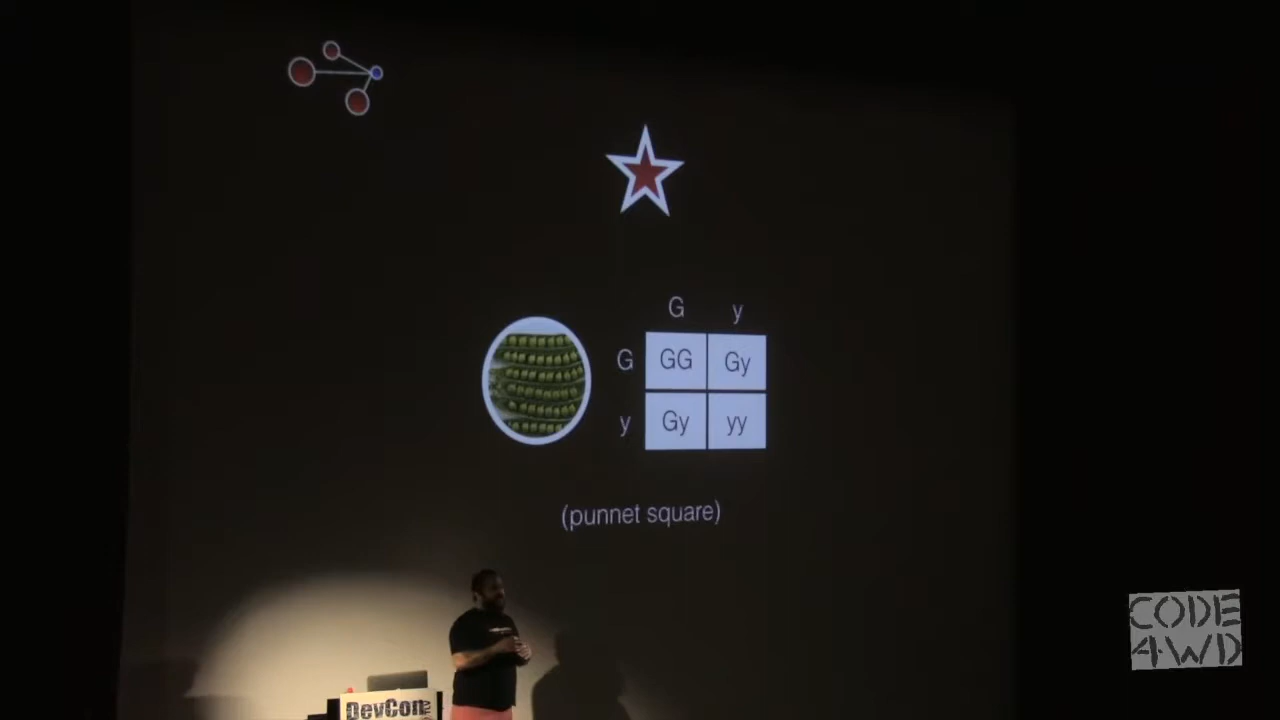 G y
G GG Gy
y Gy yy
(punnet square)
DevCon
CODE
4WD